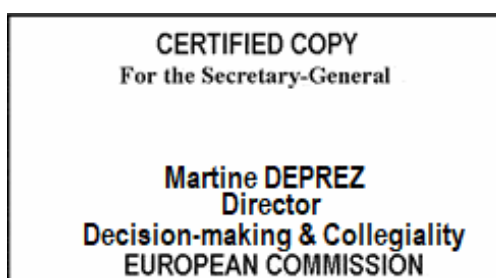 CERTIFIED COPY
For the Secretary-General
Martine DEPREZ
Director
Decision-making & Collegiality
EUROPEAN COMMISSION